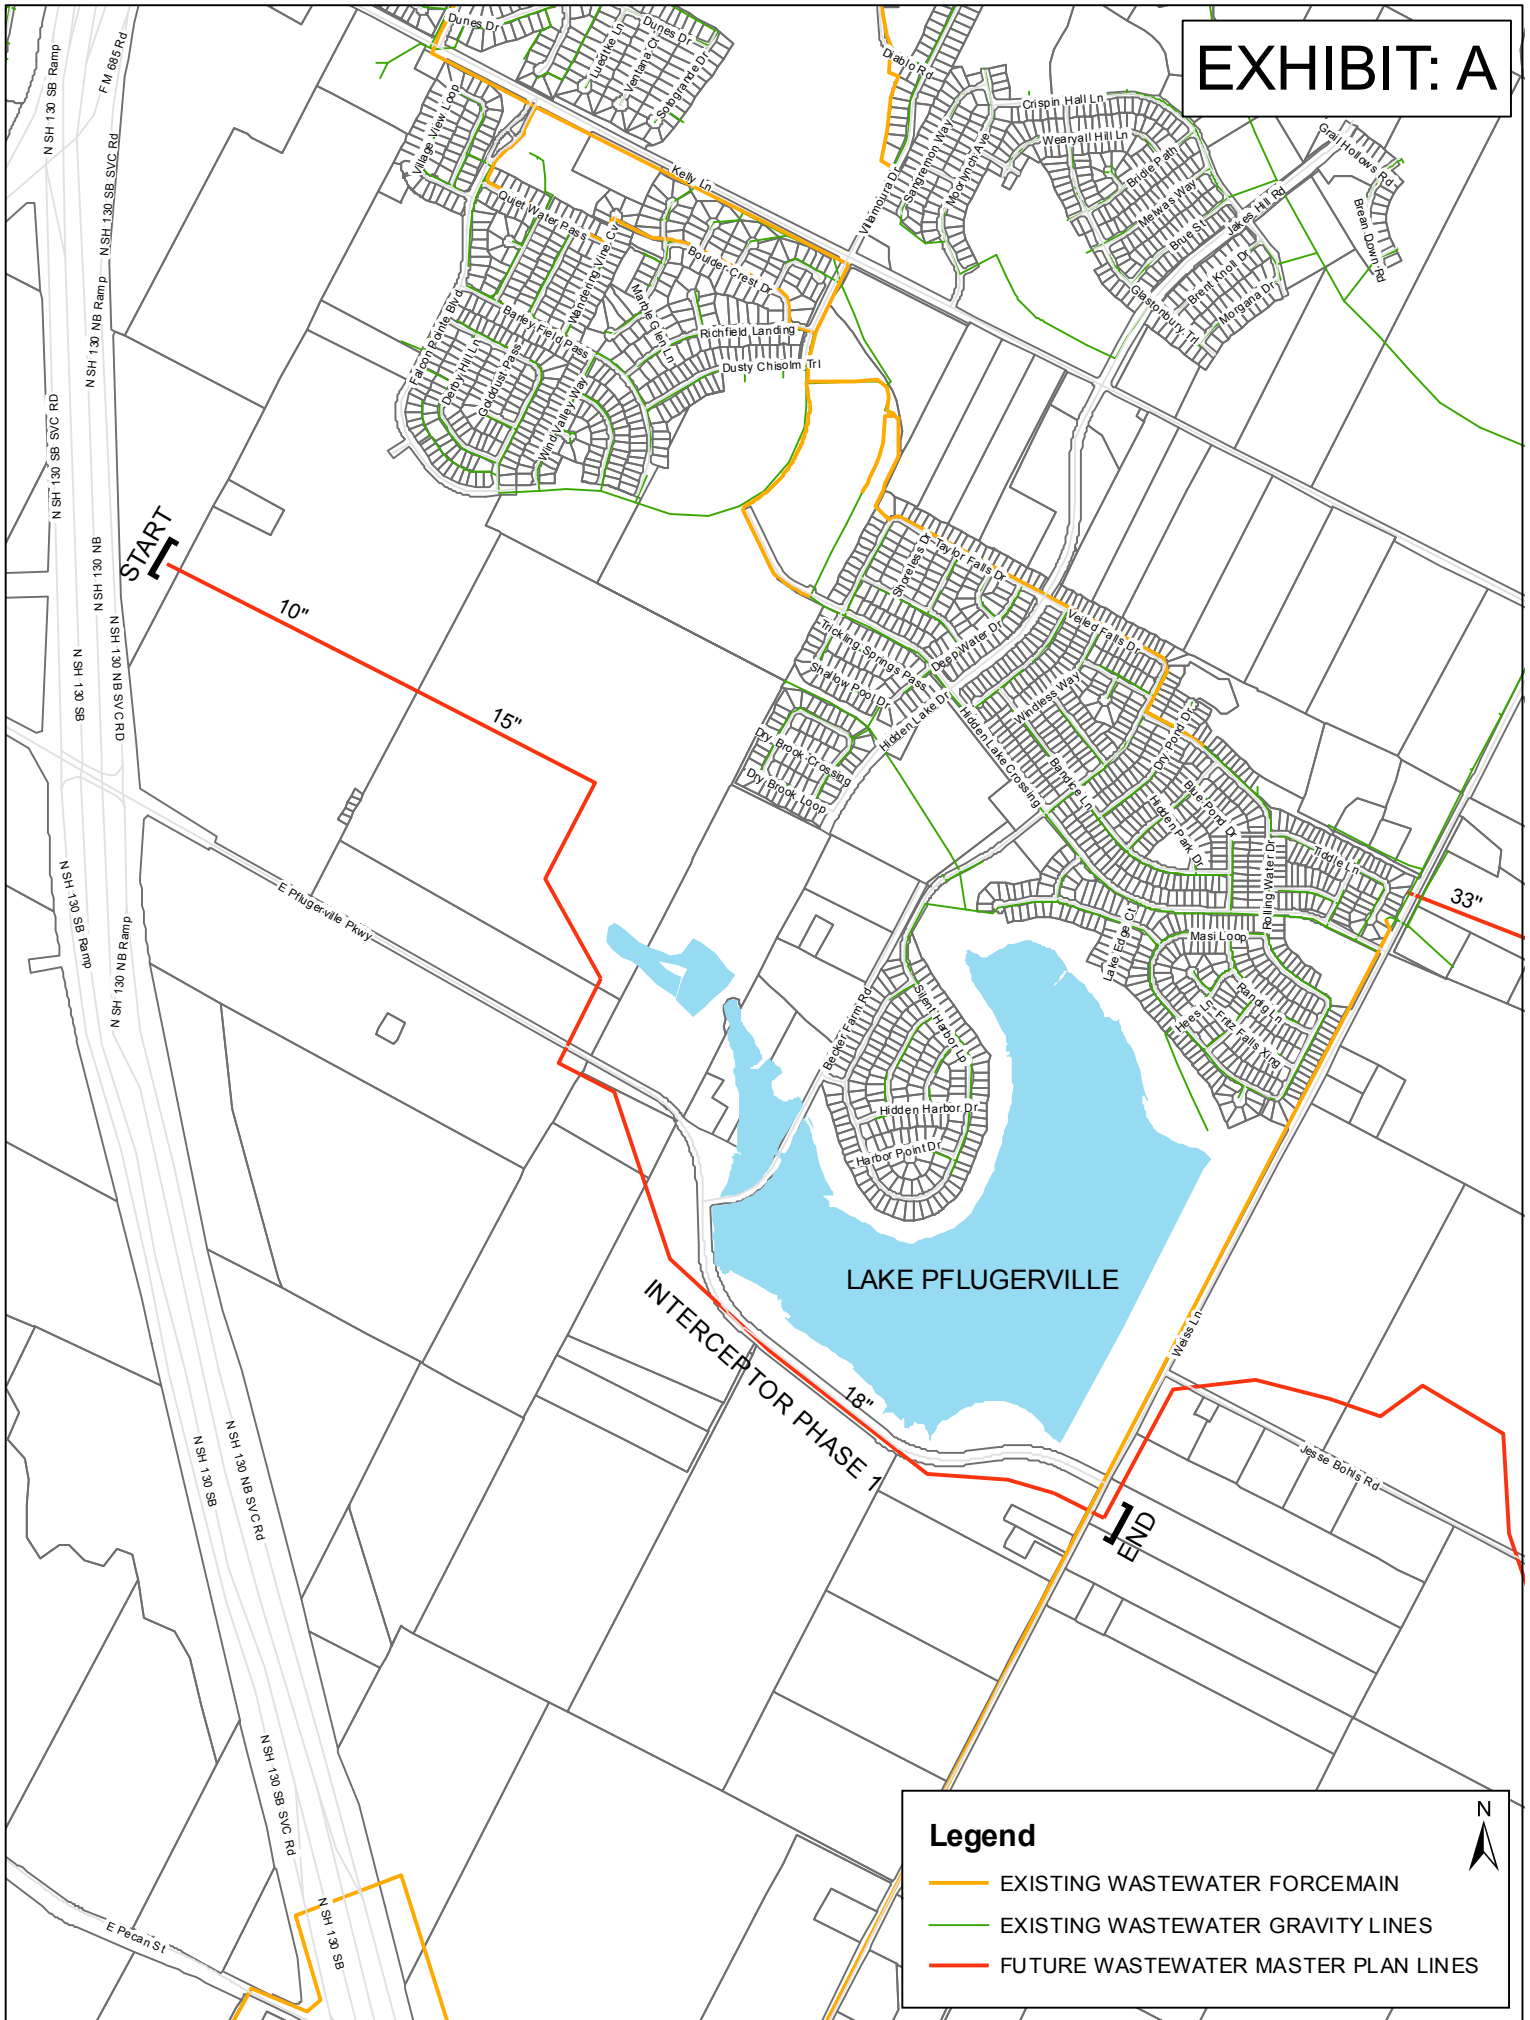 EXHIBIT: A
Dunes Dr
Luedtke Ln
Ventana Ct
Dunes Dr
Sotogrande Dr
Diablo Rd
N SH 130 SB Ramp
FM 685 Rd
N SH 130 SB SVC Rd
Village View Loop
Kelly Ln
Crispin Hall Ln
Wearyall Hill Ln
Sangremon Way
Moorlynch Ave
Villamoura Dr
Bridie Path
Melwas Way
Brue St
Jakes Hill Rd
Grail Hollows Rd
Brean Down Rd
Brent Knoll Dr
Morgana Dr
Glastonbury Trl
Quiet Water Pass
Wandering Vine Cv
Boulder Crest Dr
Marble Glen Ln
Richfield Landing
Dusty Chisolm Trl
Barley Field Pass
Falcon Pointe Blvd
Derby Hill Ln
Golddust Pass
Wind Valley Way
N SH 130 NB Ramp
N SH 130 SB SVC RD
N SH 130 NB
N SH 130 SB
N SH 130 NB SVC RD
START
10"
15"
Taylor Falls Dr
Shoreless Dr
Veiled Falls Dr
Trickling Springs Pass
Deep Water Dr
Shallow Pool Dr
Hidden Lake Dr
Windless Way
Hidden Lake Crossing
Dry Pond Dr
Dry Brook Crossing
Dry Brook Loop
Bandice Ln
Blue Pond Dr
Hidden Park Dr
Rolling Water Dr
Tiddle Ln
33"
Masi Loop
Lake Edge Ct
Randig Ln
Hees Ln
Fritz Falls Xing
E Pflugerville Pkwy
N SH 130 SB Ramp
N SH 130 NB Ramp
Becker Farm Rd
Silent Harbor Lp
Hidden Harbor Dr
Harbor Point Dr
LAKE PFLUGERVILLE
INTERCEPTOR PHASE 1
18"
Weiss Ln
Jesse Bohls Rd
END
N SH 130 SB
N SH 130 NB SVC Rd
N SH 130 SB SVC Rd
N SH 130 SB
E Pecan St
Legend
N
EXISTING WASTEWATER FORCEMAIN
EXISTING WASTEWATER GRAVITY LINES
FUTURE WASTEWATER MASTER PLAN LINES